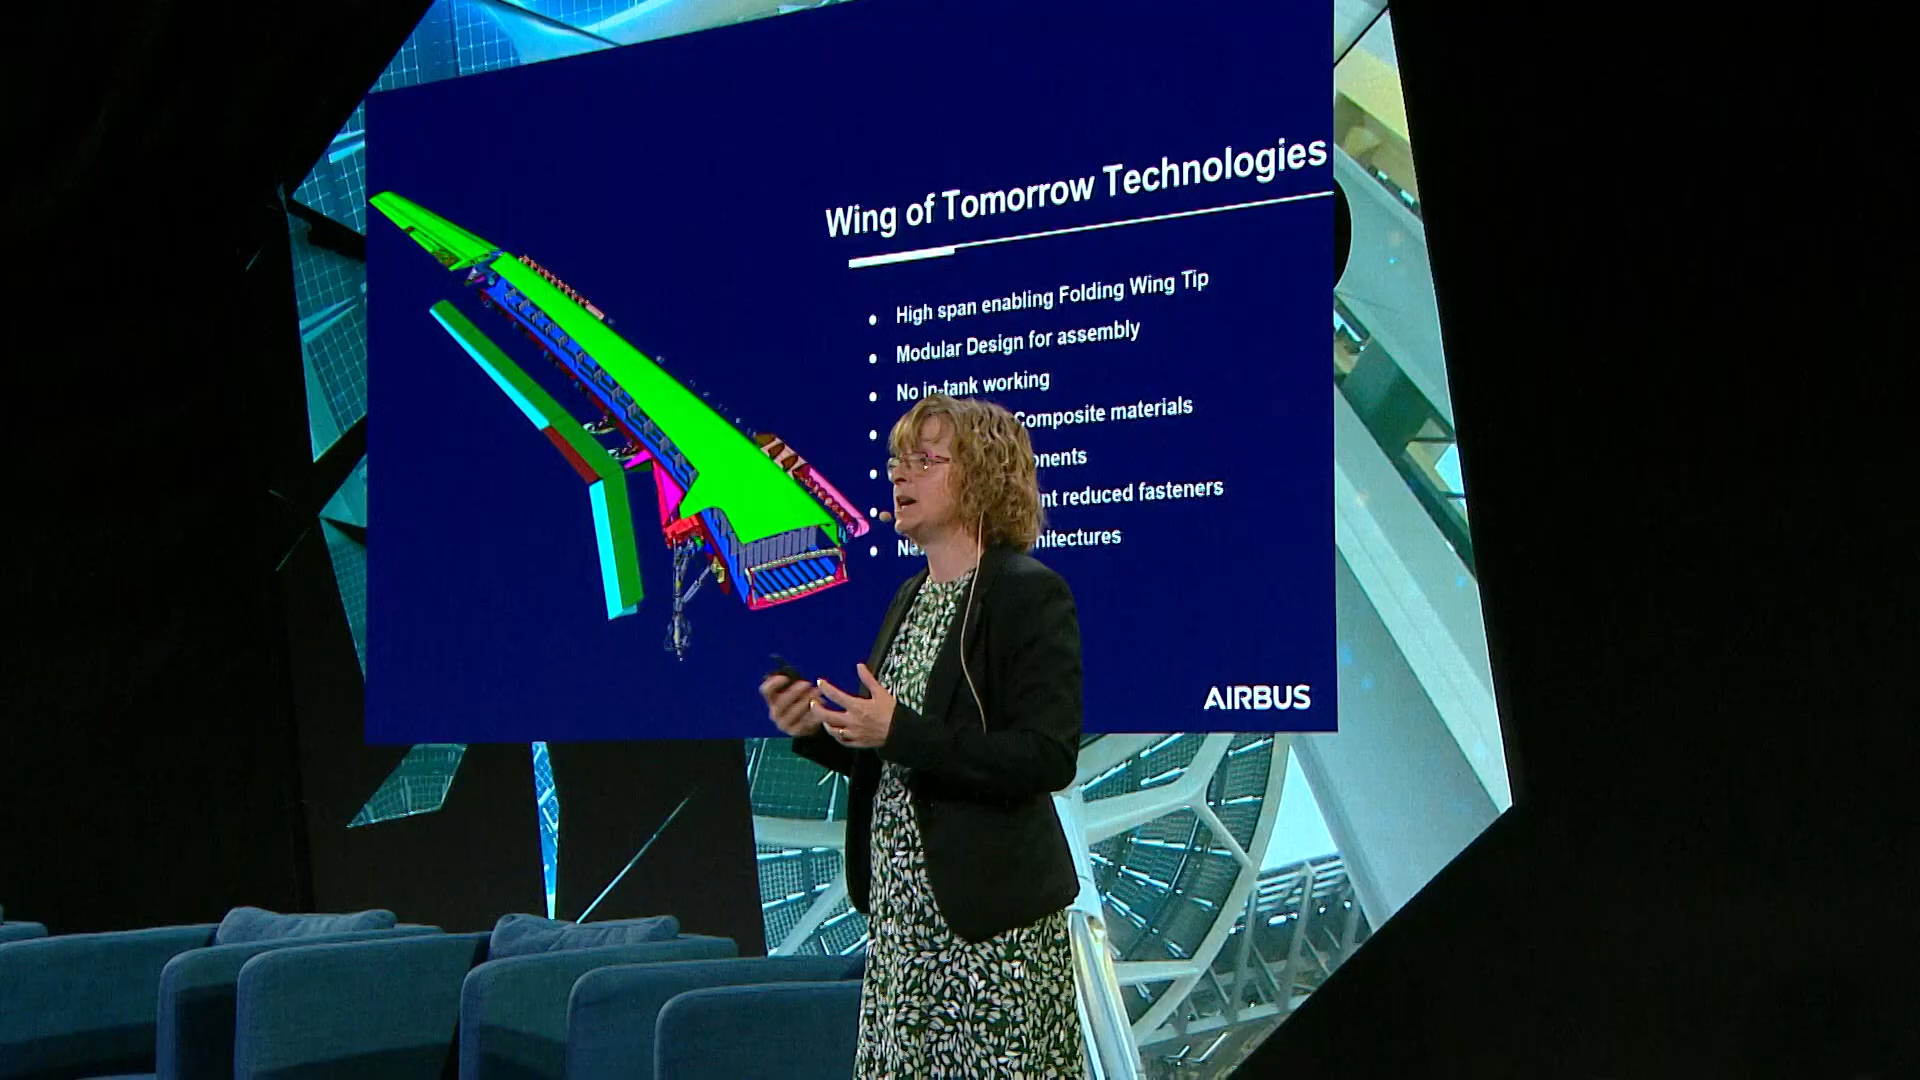 Wing of Tomorrow Technologies
• High span enabling Folding Wing Tip
• Modular Design for assembly
• No in-tank working
• Composite materials
•
• reduced fasteners
•
AIRBUS